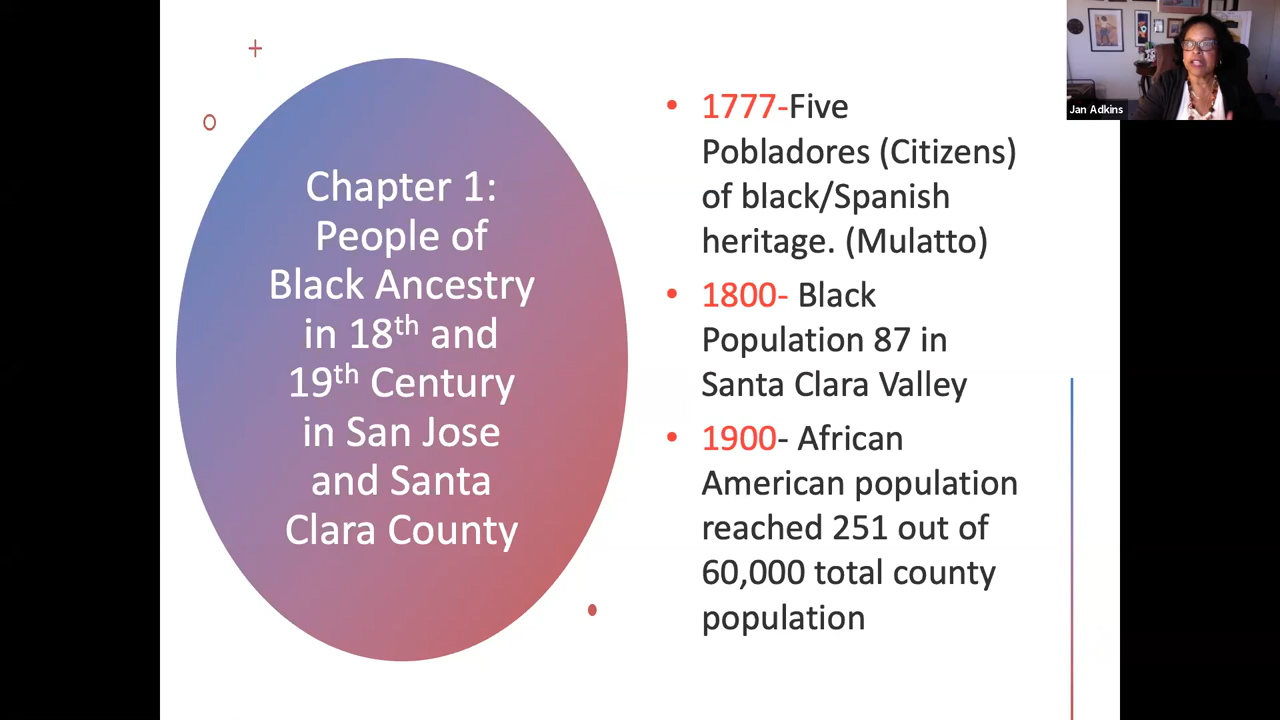 Chapter 1:
People of
Black Ancestry
in 18th and
19th Century
in San Jose
and Santa
Clara County
• 1777-Five
Pobladores (Citizens)
of black/Spanish
heritage. (Mulatto)
• 1800- Black
Population 87 in
Santa Clara Valley
• 1900- African
American population
reached 251 out of
60,000 total county
population
Jan Adkins